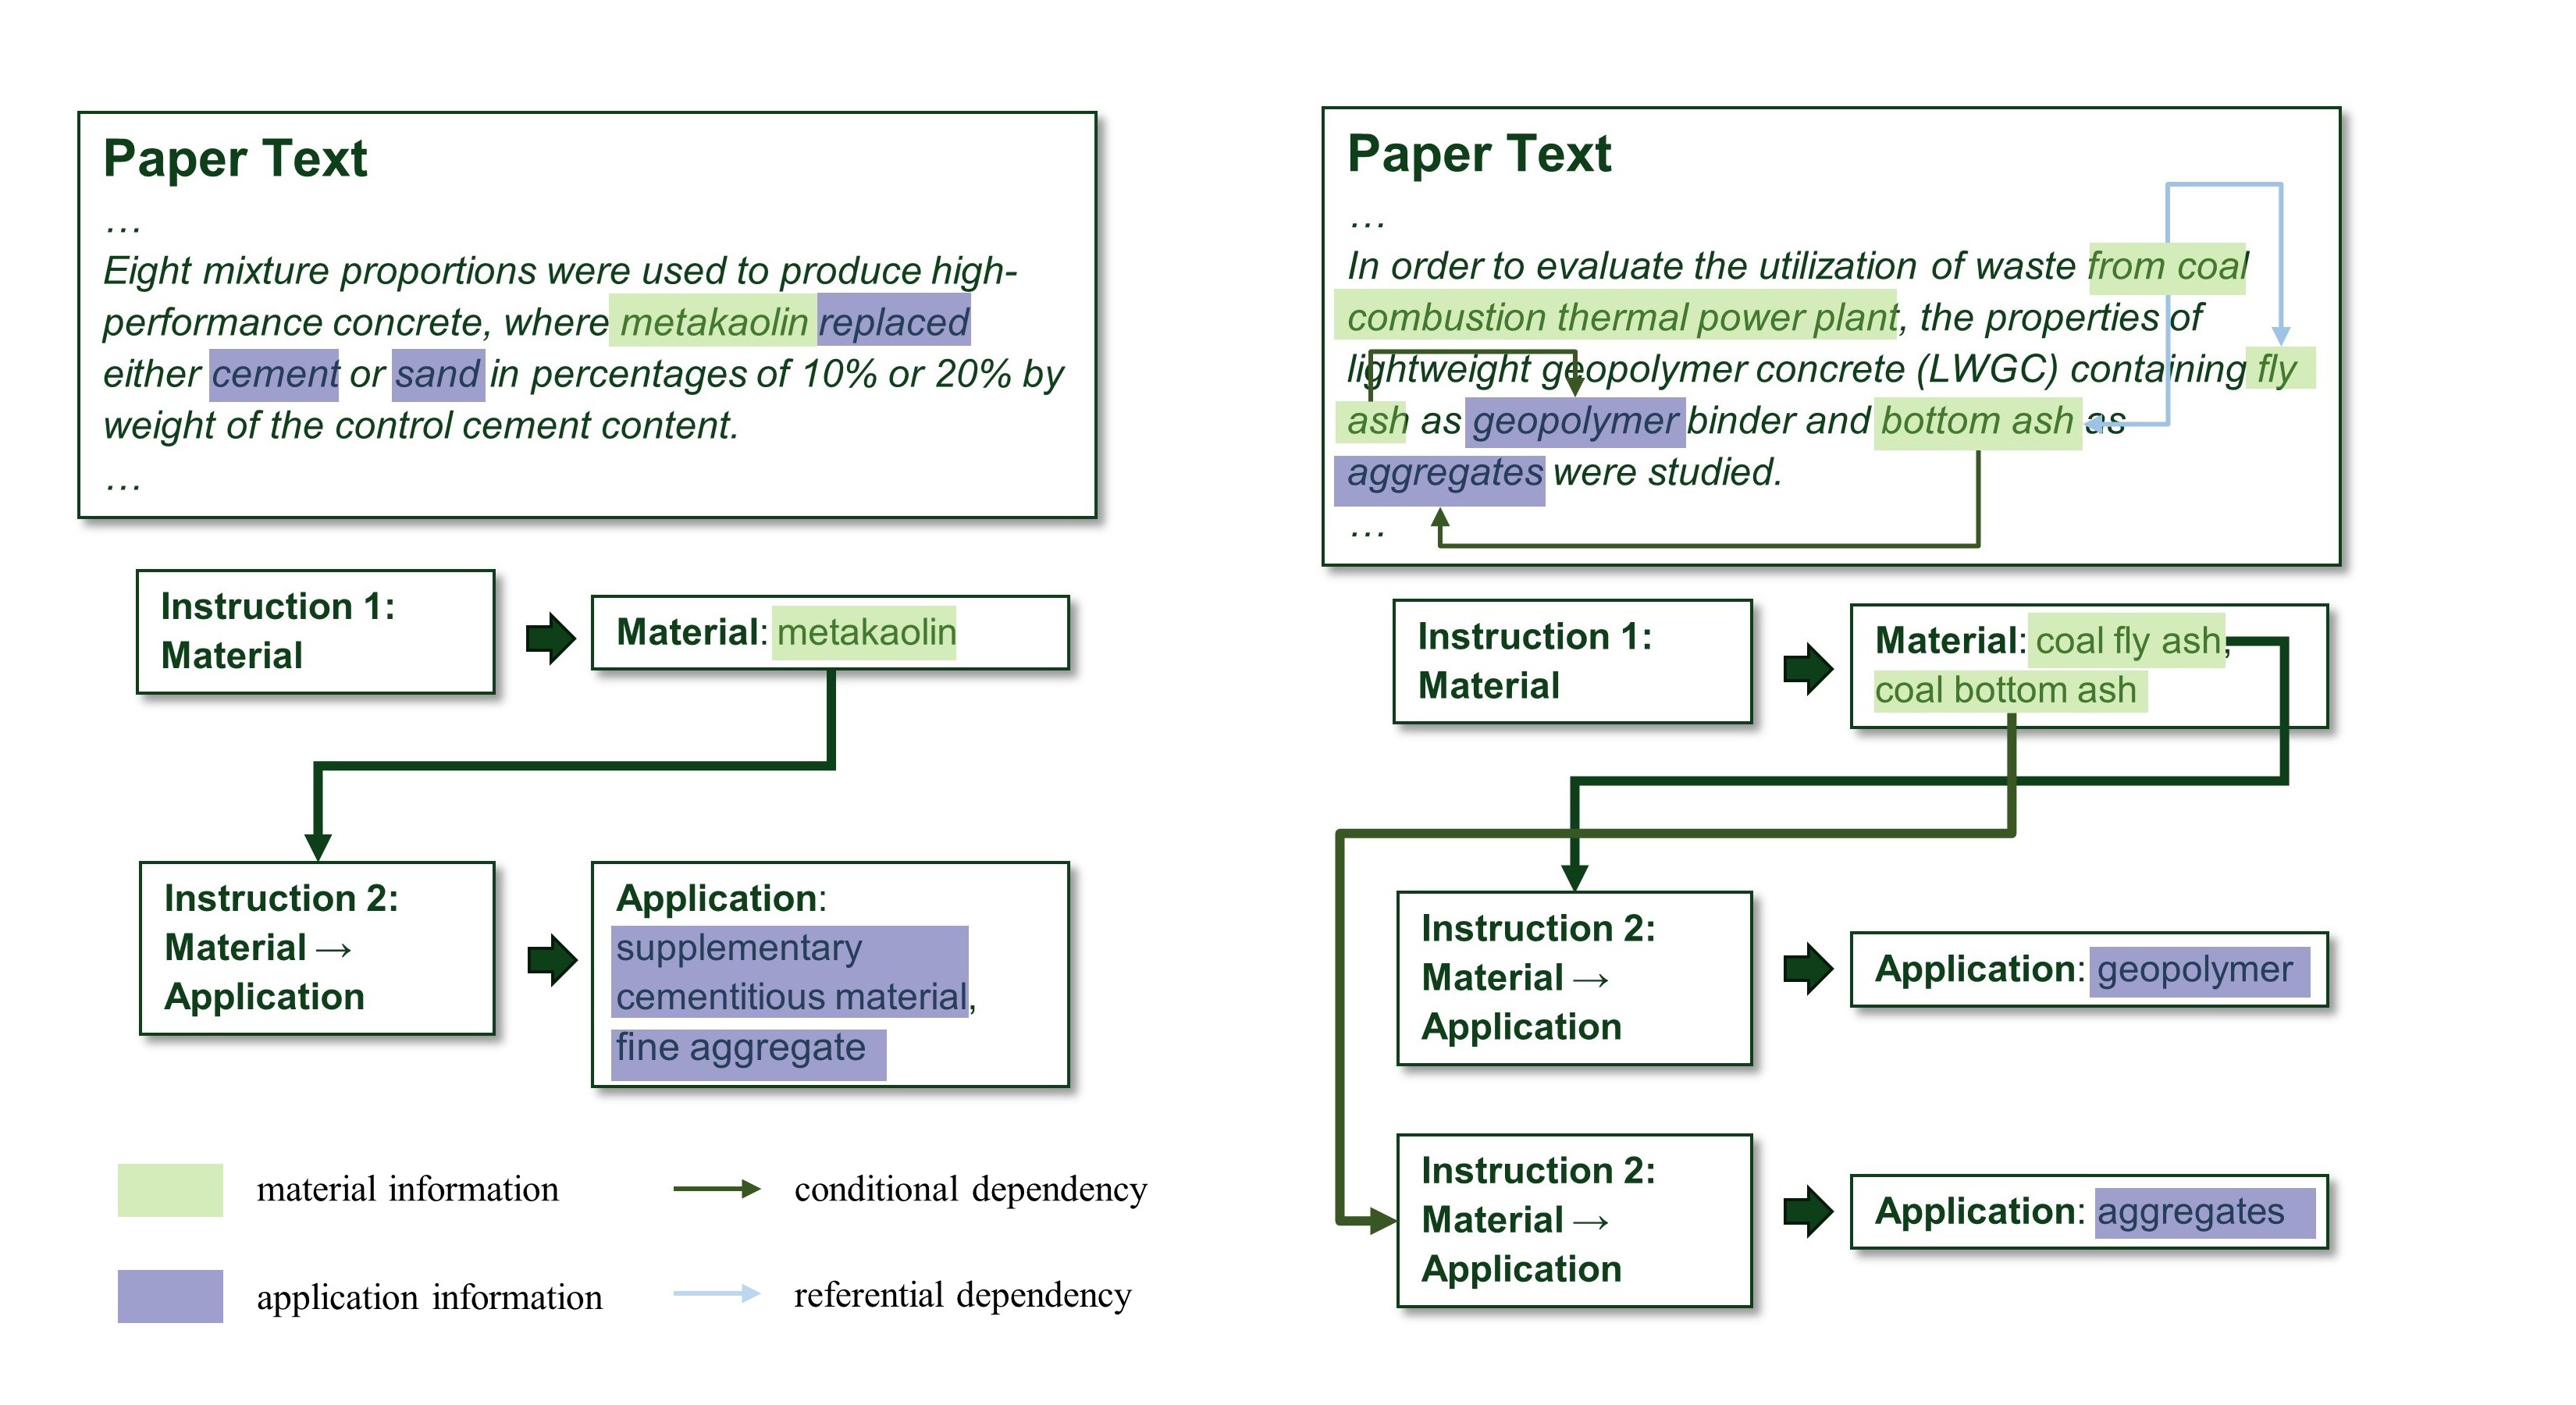 Paper Text
…
Eight mixture proportions were used to produce high-
performance concrete, where metakaolin replaced
either cement or sand in percentages of 10% or 20% by
weight of the control cement content.
…
Instruction 1:
Material
Material: metakaolin
Instruction 2:
Material →
Application
Application:
supplementary
cementitious material,
fine aggregate
material information
conditional dependency
application information
referential dependency
Paper Text
…
In order to evaluate the utilization of waste from coal
combustion thermal power plant, the properties of
lightweight geopolymer concrete (LWGC) containing fly
ash as geopolymer binder and bottom ash as
aggregates were studied.
…
Instruction 1:
Material
Material: coal fly ash,
coal bottom ash
Instruction 2:
Material →
Application
Application: geopolymer
Instruction 2:
Material →
Application
Application: aggregates